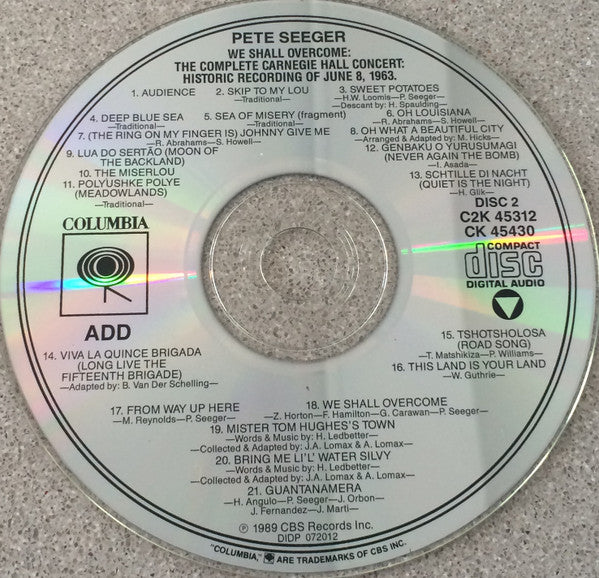 PETE SEEGER
WE SHALL OVERCOME:
THE COMPLETE CARNEGIE HALL CONCERT:
HISTORIC RECORDING OF JUNE 8, 1963.
1. AUDIENCE
2. SKIP TO MY LOU
—Traditional—
3. SWEET POTATOES
—H.W. Loomis—P. Seeger—
Descant by: H. Spaulding—
4. DEEP BLUE SEA
—Traditional—
5. SEA OF MISERY (fragment)
—Traditional—
6. OH LOUISIANA
—R. Abrahams—S. Howell—
7. (THE RING ON MY FINGER IS) JOHNNY GIVE ME
—R. Abrahams—S. Howell—
8. OH WHAT A BEAUTIFUL CITY
—Arranged & Adapted by: M. Hicks—
9. LUA DO SERTÃO (MOON OF
THE BACKLAND)
10. THE MISERLOU
11. POLYUSHKE POLYE
(MEADOWLANDS)
—Traditional—
12. GENBAKU O YURUSUMAGI
(NEVER AGAIN THE BOMB)
—I. Asada—
13. SCHTILLE DI NACHT
(QUIET IS THE NIGHT)
—H. Glik—
DISC 2
C2K 45312
CK 45430
COLUMBIA
ADD
COMPACT
disc
DIGITAL AUDIO
14. VIVA LA QUINCE BRIGADA
(LONG LIVE THE
FIFTEENTH BRIGADE)
—Adapted by: B. Van Der Schelling—
15. TSHOTSHOLOSA
(ROAD SONG)
—T. Matshikiza—P. Williams—
16. THIS LAND IS YOUR LAND
—W. Guthrie—
17. FROM WAY UP HERE
—M. Reynolds—P. Seeger—
18. WE SHALL OVERCOME
—Z. Horton—F. Hamilton—G. Carawan—P. Seeger—
19. MISTER TOM HUGHES'S TOWN
—Words & Music by: H. Ledbetter—
—Collected & Adapted by: J.A. Lomax & A. Lomax—
20. BRING ME LI'L' WATER SILVY
—Words & Music by: H. Ledbetter—
—Collected & Adapted by: J.A. Lomax & A. Lomax—
21. GUANTANAMERA
—H. Angulo—P. Seeger—J. Orbon—
J. Fernandez—J. Marti—
℗ 1989 CBS Records Inc.
DIDP 072012
"COLUMBIA," ARE TRADEMARKS OF CBS INC.